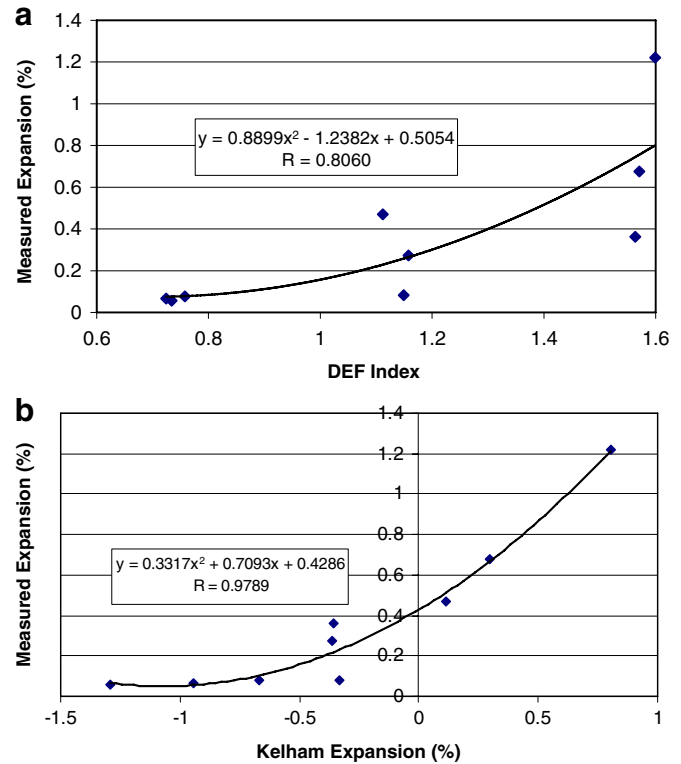 a
Measured Expansion (%)
1.4
1.2
1
0.8
0.6
0.4
0.2
0
y = 0.8899x² - 1.2382x + 0.5054
R = 0.8060
0.6 0.8 1 1.2 1.4 1.6
DEF Index
b
Measured Expansion (%)
1.4
1.2
1
0.8
0.6
0.4
0.2
0
y = 0.3317x² + 0.7093x + 0.4286
R = 0.9789
-1.5 -1 -0.5 0 0.5 1
Kelham Expansion (%)